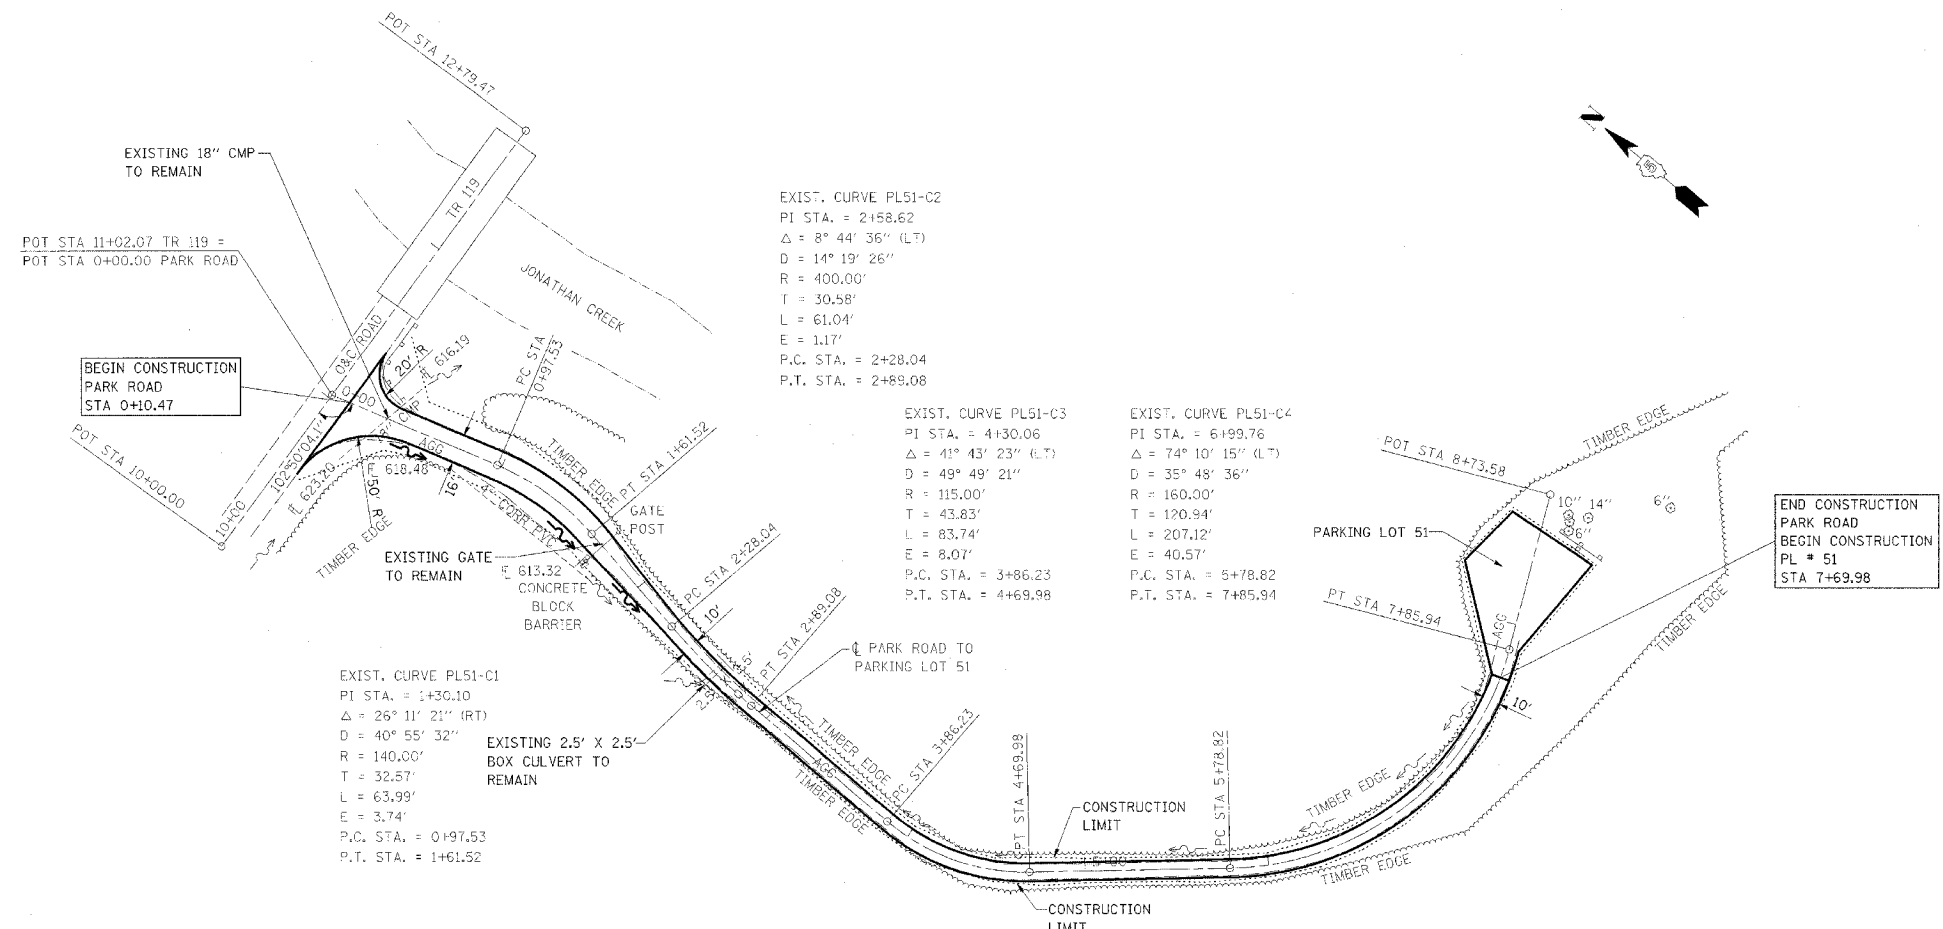 POT STA 12+79.47
EXISTING 18" CMP
TO REMAIN
TR 119
POT STA 11+02.07 TR 119 =
POT STA 0+00.00 PARK ROAD
JONATHAN CREEK
O&C ROAD
BEGIN CONSTRUCTION
PARK ROAD
STA 0+10.47
0+00
20' R
℄ 616.19
PC STA
0+97.53
18" CMP
102°50'04.1"
POT STA 10+00.00
10+00
℄ 623.20
50' R
℄ 618.48
AGG
16'
4" CORR. PVC
TIMBER EDGE
TIMBER EDGE
PT STA 1+61.52
GATE
POST
EXISTING GATE
TO REMAIN
℄ 613.32
CONCRETE
BLOCK
BARRIER
PC STA 2+28.04
10'
PT STA 2+89.08
℄ PARK ROAD TO
PARKING LOT 51
EXIST. CURVE PL51-C2
PI STA. = 2+58.62
Δ = 8° 44' 36" (LT)
D = 14° 19' 26"
R = 400.00'
T = 30.58'
L = 61.04'
E = 1.17'
P.C. STA. = 2+28.04
P.T. STA. = 2+89.08
EXIST. CURVE PL51-C3
PI STA. = 4+30.06
Δ = 41° 43' 23" (LT)
D = 49° 49' 21"
R = 115.00'
T = 43.83'
L = 83.74'
E = 8.07'
P.C. STA. = 3+86.23
P.T. STA. = 4+69.98
EXIST. CURVE PL51-C4
PI STA. = 6+99.76
Δ = 74° 10' 15" (LT)
D = 35° 48' 36"
R = 160.00'
T = 120.94'
L = 207.12'
E = 40.57'
P.C. STA. = 5+78.82
P.T. STA. = 7+85.94
EXIST. CURVE PL51-C1
PI STA. = 1+30.10
Δ = 26° 11' 21" (RT)
D = 40° 55' 32"
R = 140.00'
T = 32.57'
L = 63.99'
E = 3.74'
P.C. STA. = 0+97.53
P.T. STA. = 1+61.52
EXISTING 2.5' X 2.5'
BOX CULVERT TO
REMAIN
AGG
TIMBER EDGE
TIMBER EDGE
PC STA 3+86.23
PT STA 4+69.98
5+00
CONSTRUCTION
LIMIT
CONSTRUCTION
LIMIT
PC STA 5+78.82
TIMBER EDGE
TIMBER EDGE
10'
PT STA 7+85.94
AGG
PARKING LOT 51
POT STA 8+73.58
TIMBER EDGE
10"
14"
6"
TIMBER EDGE
TIMBER EDGE
END CONSTRUCTION
PARK ROAD
BEGIN CONSTRUCTION
PL # 51
STA 7+69.98
N